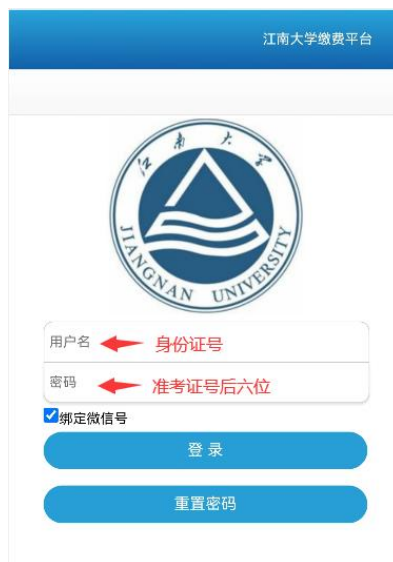 江南大学缴费平台
江南大学
JIANGNAN UNIVERSITY
用户名 身份证号
密码 准考证号后六位
绑定微信号
登录
重置密码